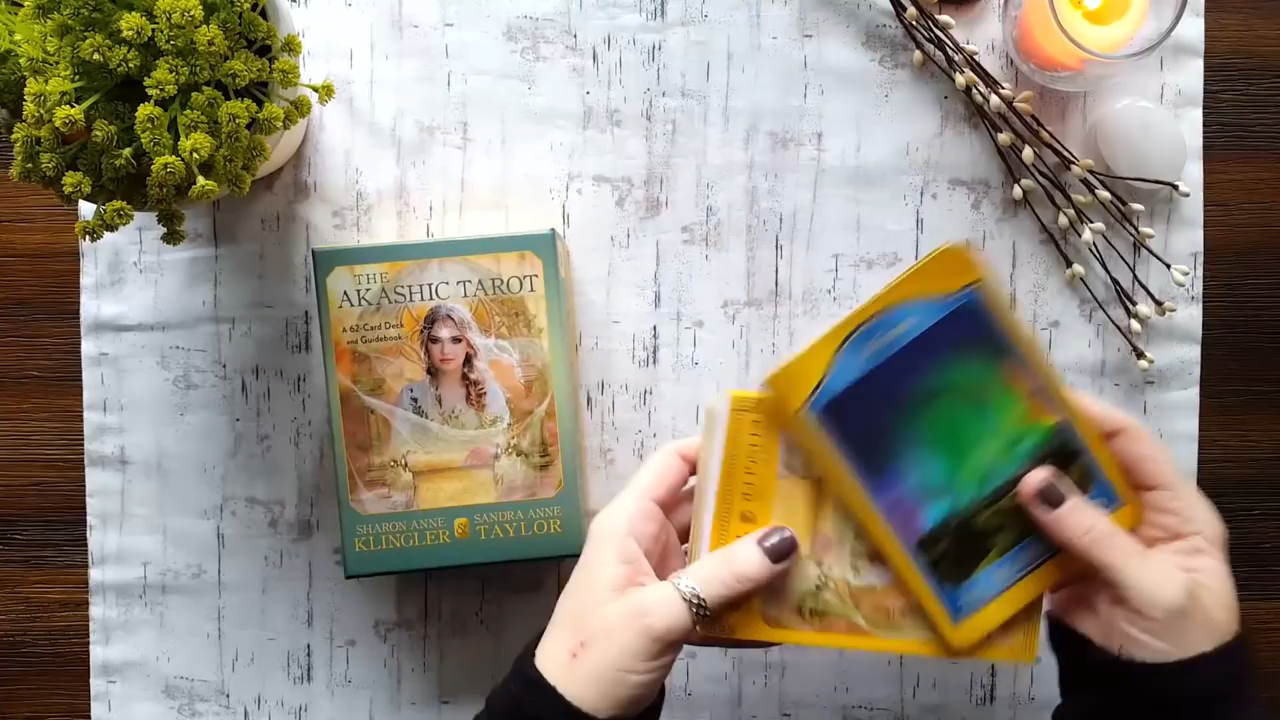 THE
AKASHIC TAROT
A 62-Card Deck
and Guidebook
SHARON ANNE
KLINGLER
&
SANDRA ANNE
TAYLOR